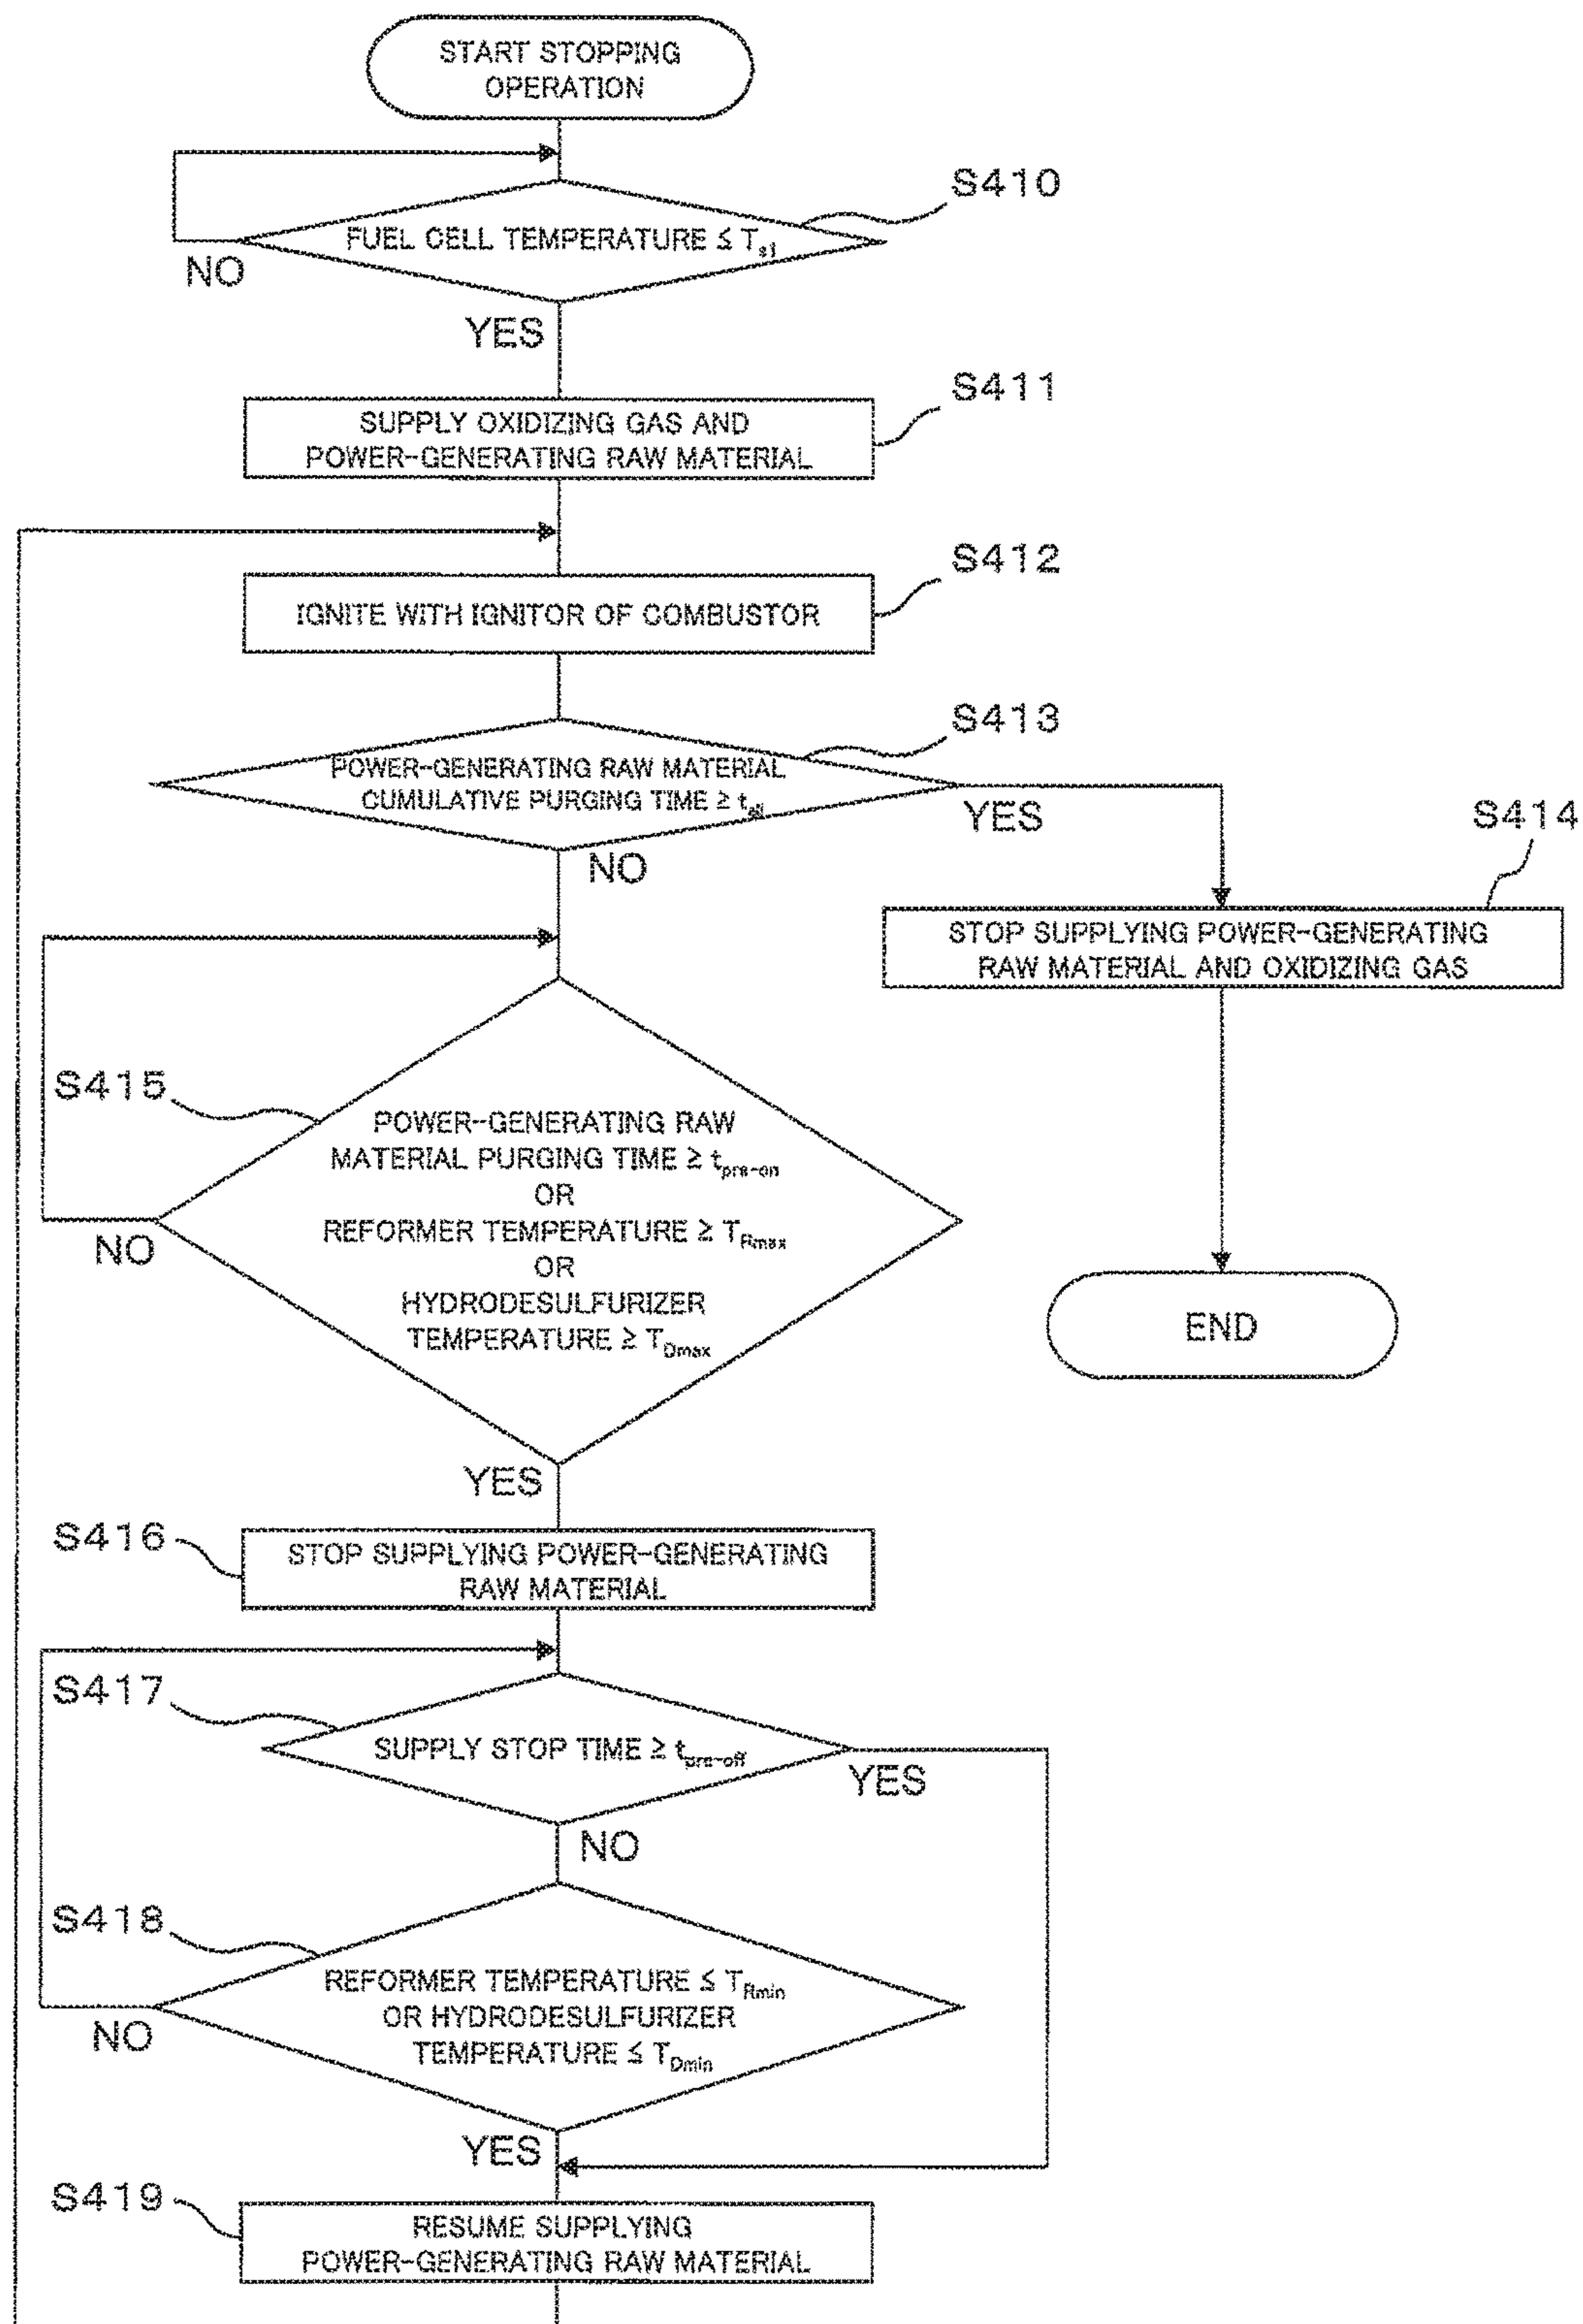 START STOPPING
OPERATION
S410
FUEL CELL TEMPERATURE ≤ Ts1
NO
YES
S411
SUPPLY OXIDIZING GAS AND
POWER-GENERATING RAW MATERIAL
S412
IGNITE WITH IGNITOR OF COMBUSTOR
S413
POWER-GENERATING RAW MATERIAL
CUMULATIVE PURGING TIME ≥ tall
YES
NO
S414
STOP SUPPLYING POWER-GENERATING
RAW MATERIAL AND OXIDIZING GAS
S415
POWER-GENERATING RAW
MATERIAL PURGING TIME ≥ tpre-on
OR
REFORMER TEMPERATURE ≥ TRmax
OR
HYDRODESULFURIZER
TEMPERATURE ≥ TDmax
NO
YES
END
S416
STOP SUPPLYING POWER-GENERATING
RAW MATERIAL
S417
SUPPLY STOP TIME ≥ tpre-off
YES
NO
S418
REFORMER TEMPERATURE ≤ TRmin
OR HYDRODESULFURIZER
TEMPERATURE ≤ TDmin
NO
YES
S419
RESUME SUPPLYING
POWER-GENERATING RAW MATERIAL